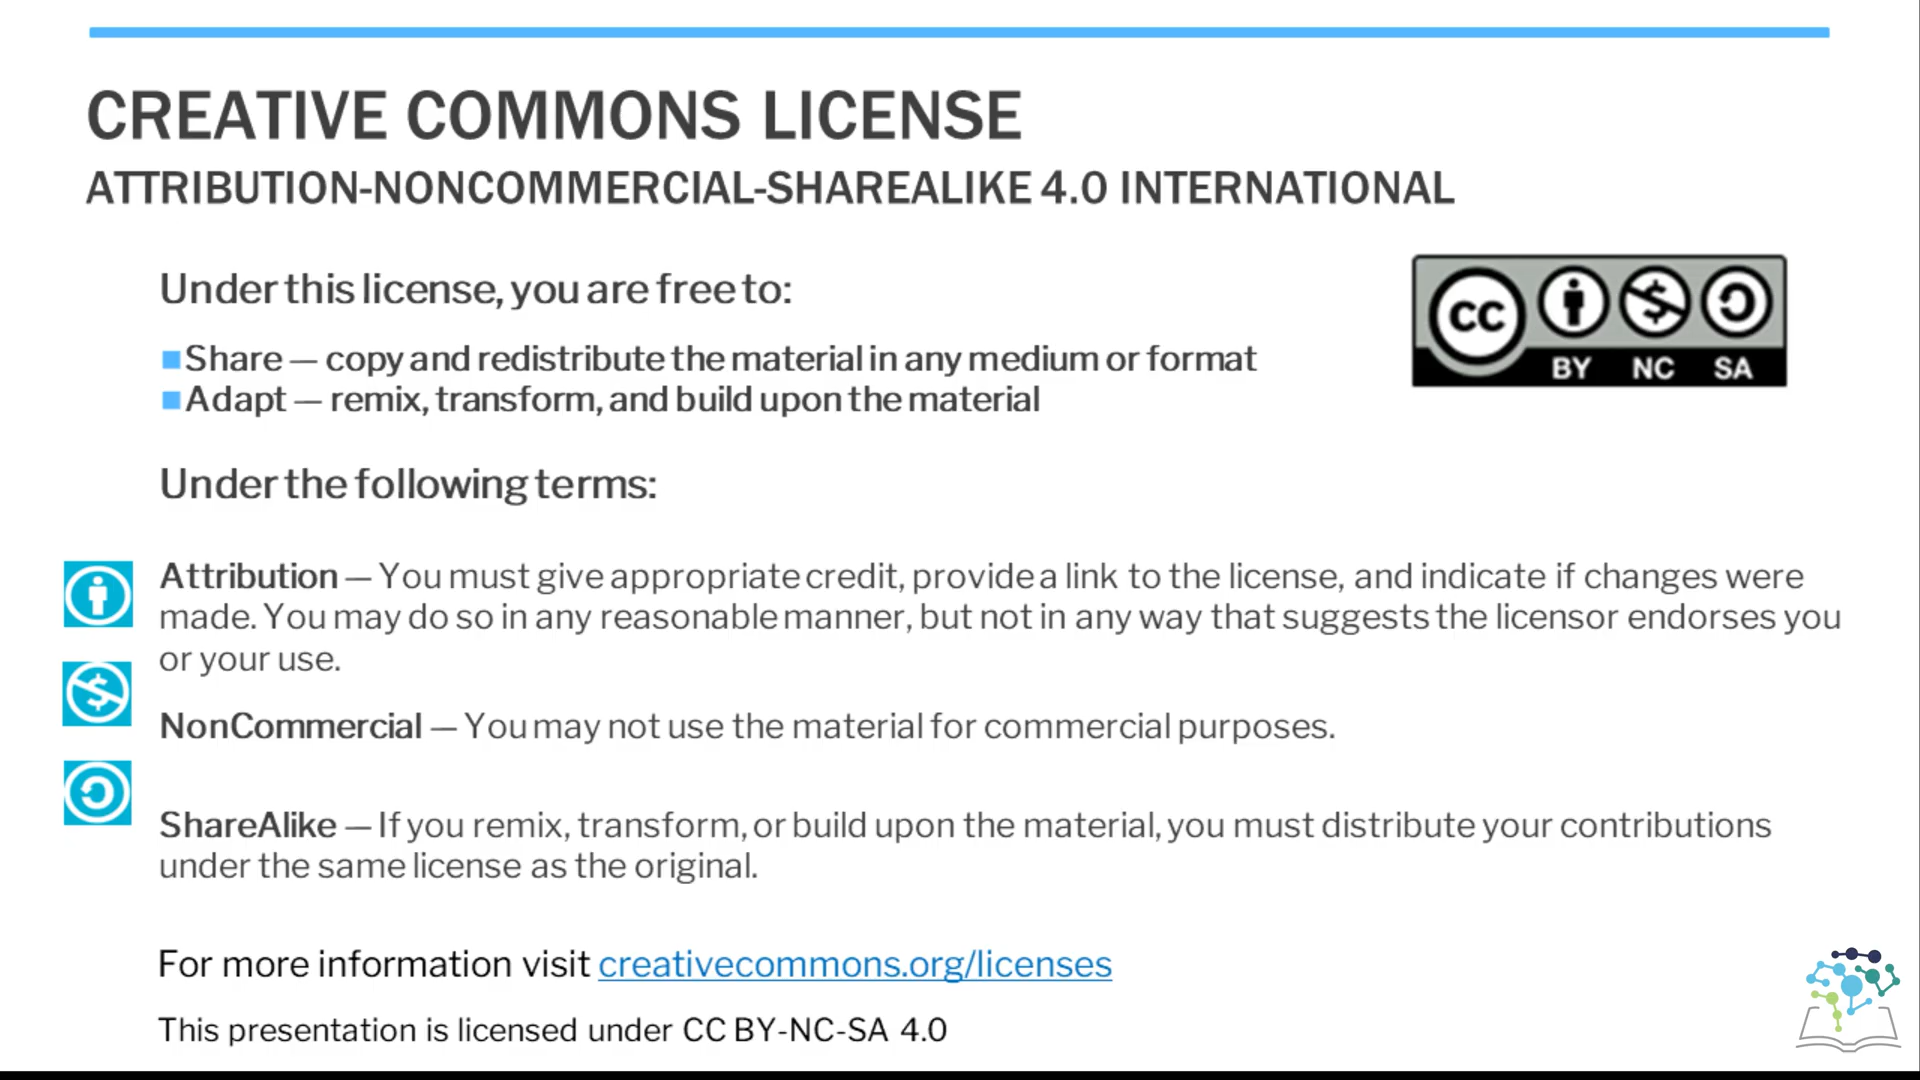 CREATIVE COMMONS LICENSE
ATTRIBUTION-NONCOMMERCIAL-SHAREALIKE 4.0 INTERNATIONAL
Under this license, you are free to:
Share — copy and redistribute the material in any medium or format
Adapt — remix, transform, and build upon the material
CC
BY NC SA
Under the following terms:
Attribution — You must give appropriate credit, provide a link to the license, and indicate if changes were
made. You may do so in any reasonable manner, but not in any way that suggests the licensor endorses you
or your use.
NonCommercial — You may not use the material for commercial purposes.
ShareAlike — If you remix, transform, or build upon the material, you must distribute your contributions
under the same license as the original.
For more information visit creativecommons.org/licenses
This presentation is licensed under CC BY-NC-SA 4.0